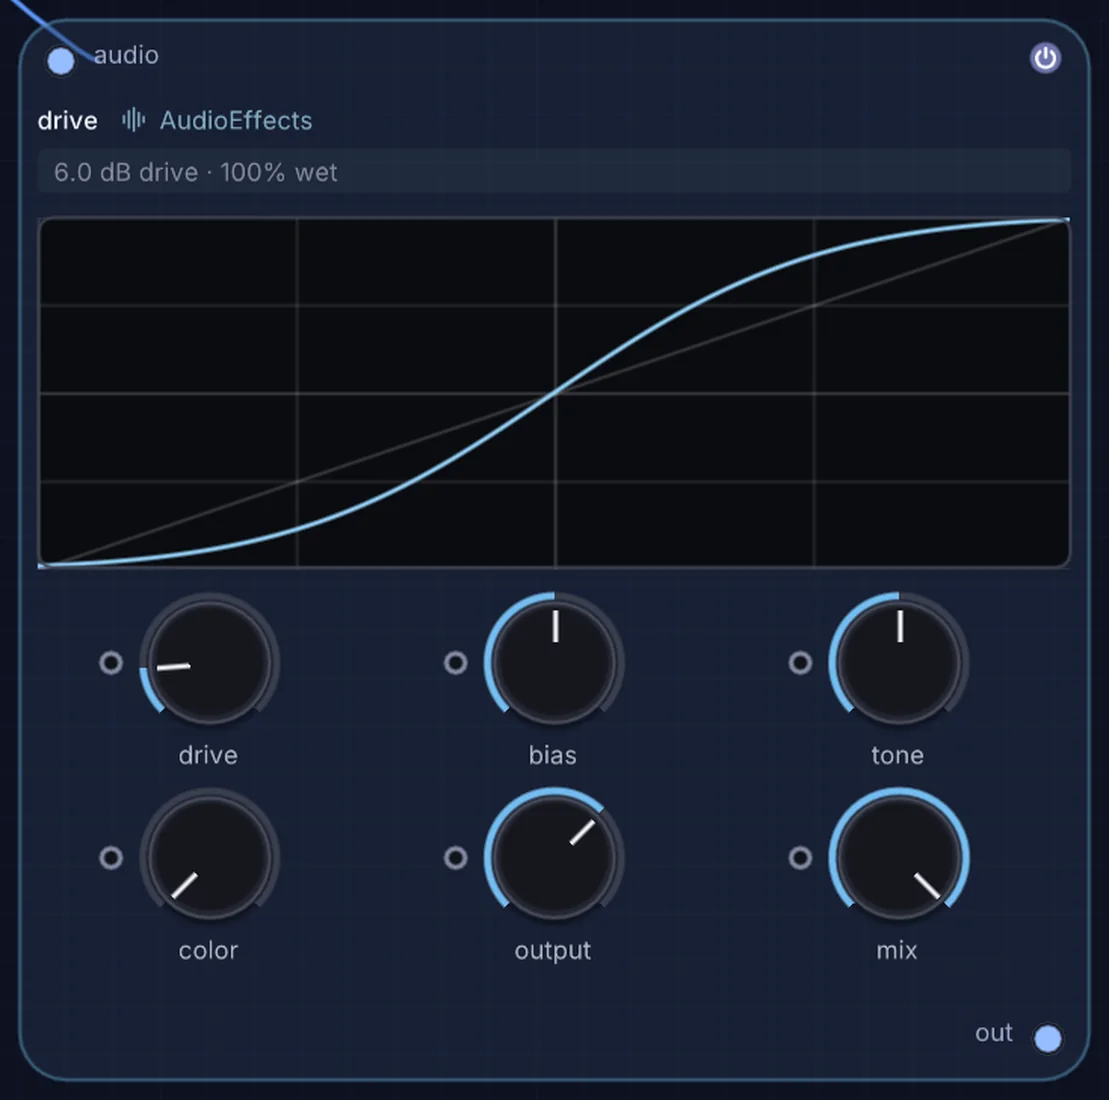 audio
drive AudioEffects
6.0 dB drive · 100% wet
drive bias tone
color output mix
out